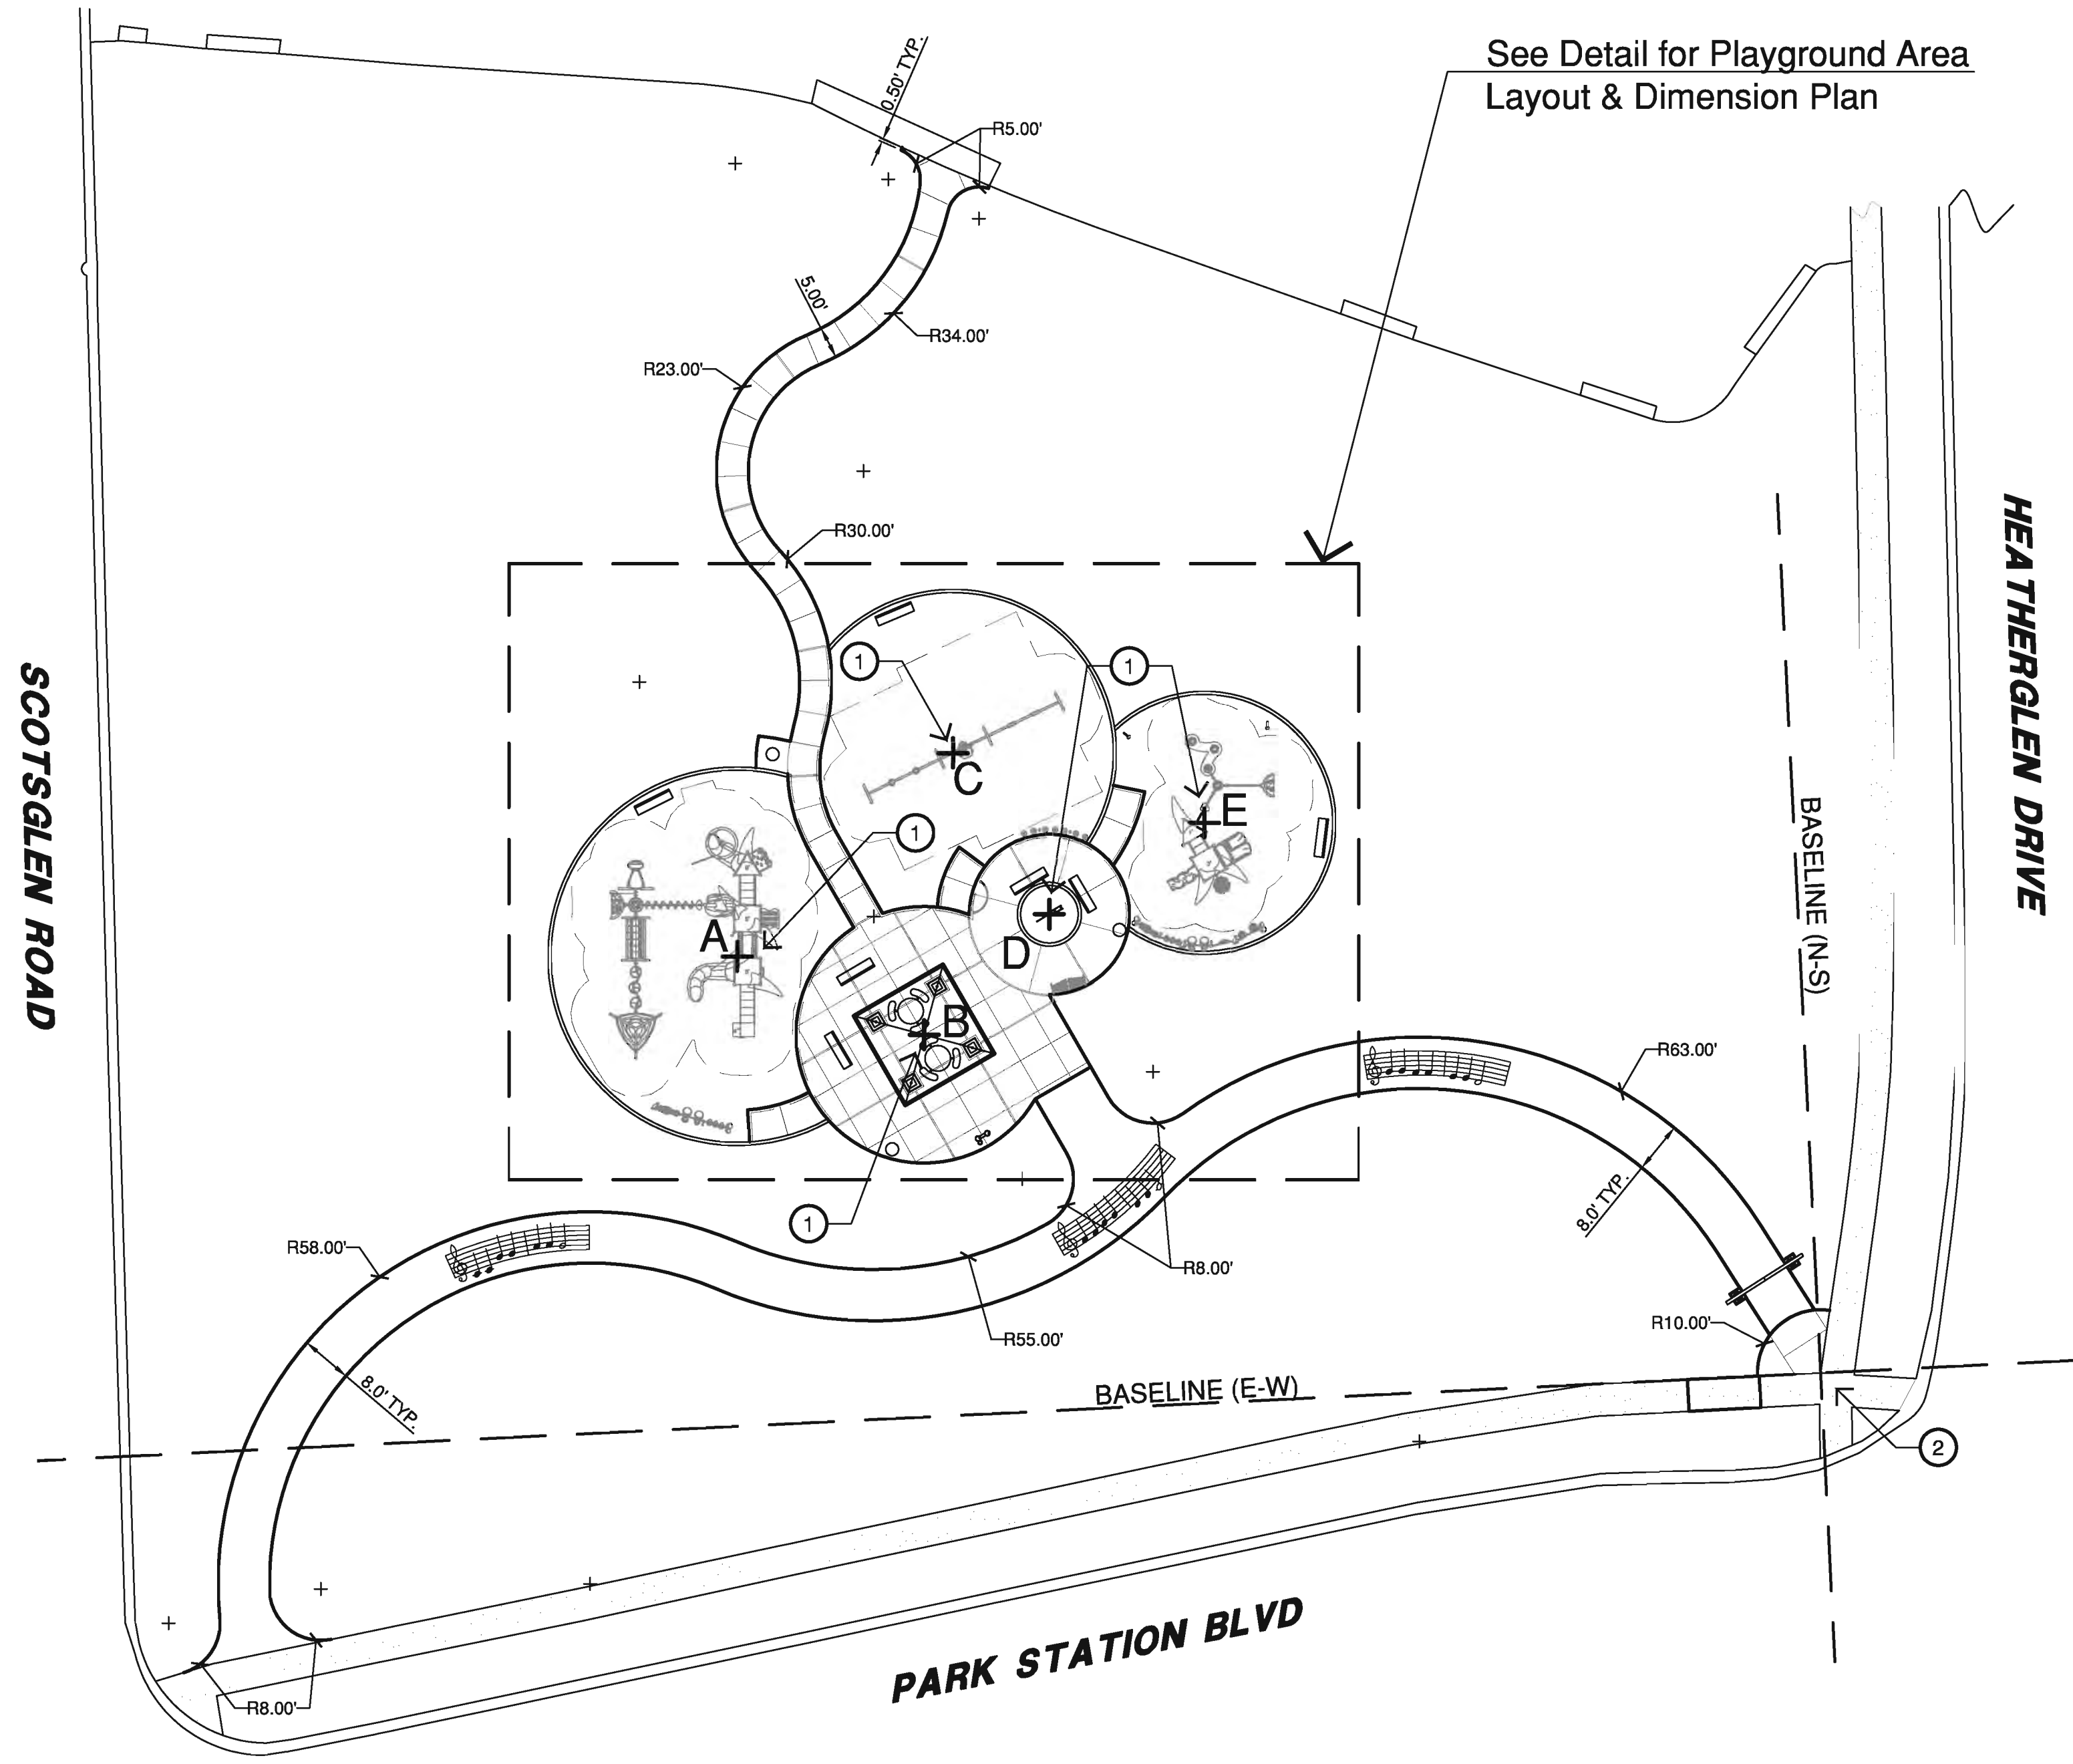 See Detail for Playground Area
Layout & Dimension Plan
0.50' TYP.
R5.00'
5.00'
R34.00'
R23.00'
R30.00'
HEATHERGLEN DRIVE
SCOTSGLEN ROAD
1
1
C
E
1
BASELINE (N-S)
A
D
B
R63.00'
8.0' TYP.
1
R58.00'
R8.00'
R55.00'
R10.00'
8.0' TYP.
BASELINE (E-W)
2
PARK STATION BLVD
R8.00'